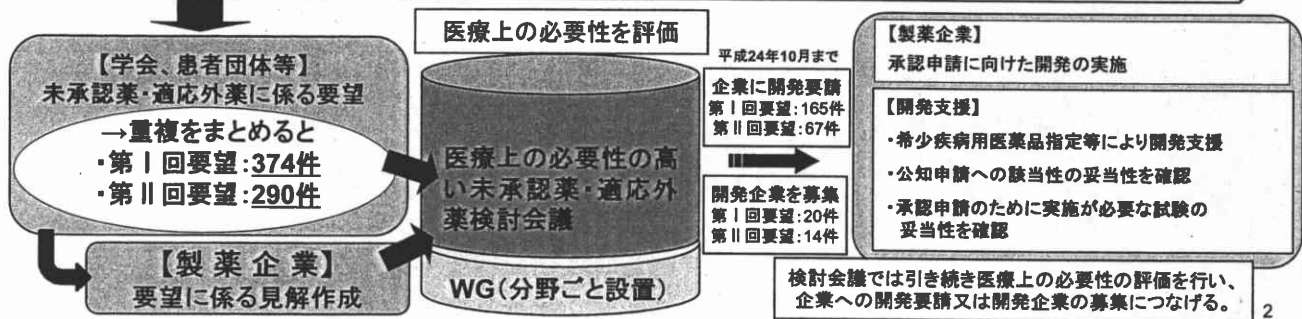 【学会、患者団体等】
未承認薬・適応外薬に係る要望
→重複をまとめると
・第Ⅰ回要望:374件
・第Ⅱ回要望:290件
【製薬企業】
要望に係る見解作成
医療上の必要性を評価
医療上の必要性の高
い未承認薬・適応外
薬検討会議
WG(分野ごと設置)
平成24年10月まで
企業に開発要請
第Ⅰ回要望:165件
第Ⅱ回要望:67件
開発企業を募集
第Ⅰ回要望:20件
第Ⅱ回要望:14件
【製薬企業】
承認申請に向けた開発の実施
【開発支援】
・希少疾病用医薬品指定等により開発支援
・公知申請への該当性の妥当性を確認
・承認申請のために実施が必要な試験の
妥当性を確認
検討会議では引き続き医療上の必要性の評価を行い、
企業への開発要請又は開発企業の募集につなげる。
2